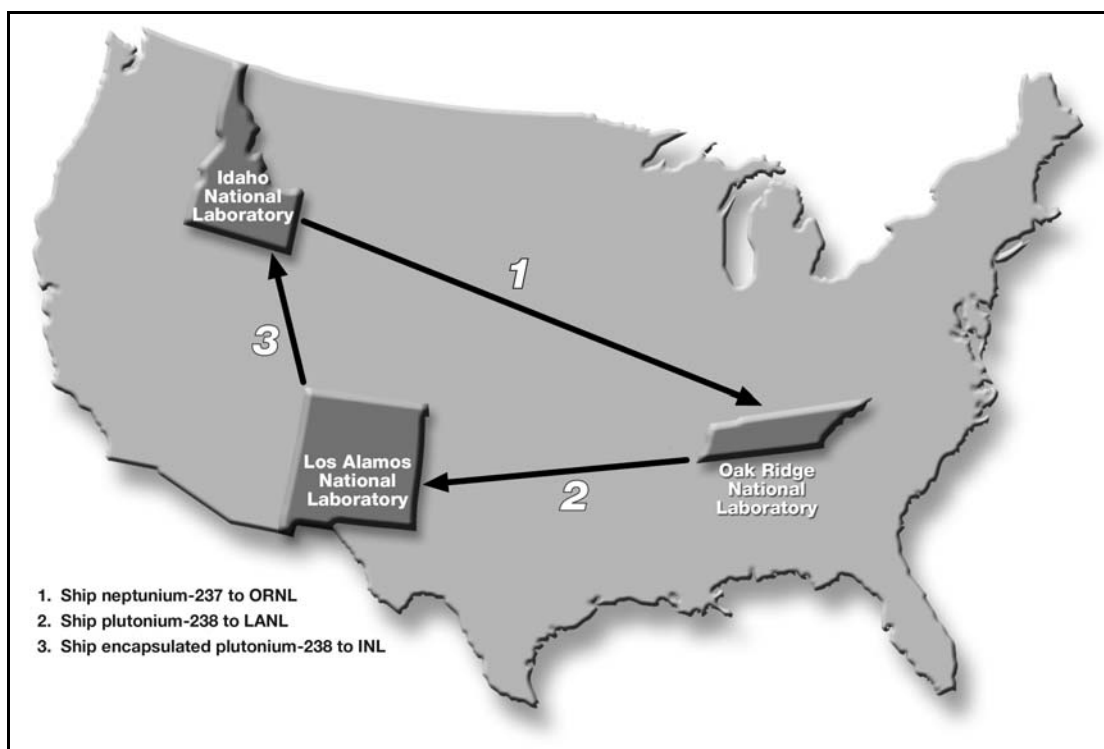 Idaho
National
Laboratory
1
3
Los Alamos
National
Laboratory
2
Oak Ridge
National
Laboratory
1. Ship neptunium-237 to ORNL
2. Ship plutonium-238 to LANL
3. Ship encapsulated plutonium-238 to INL